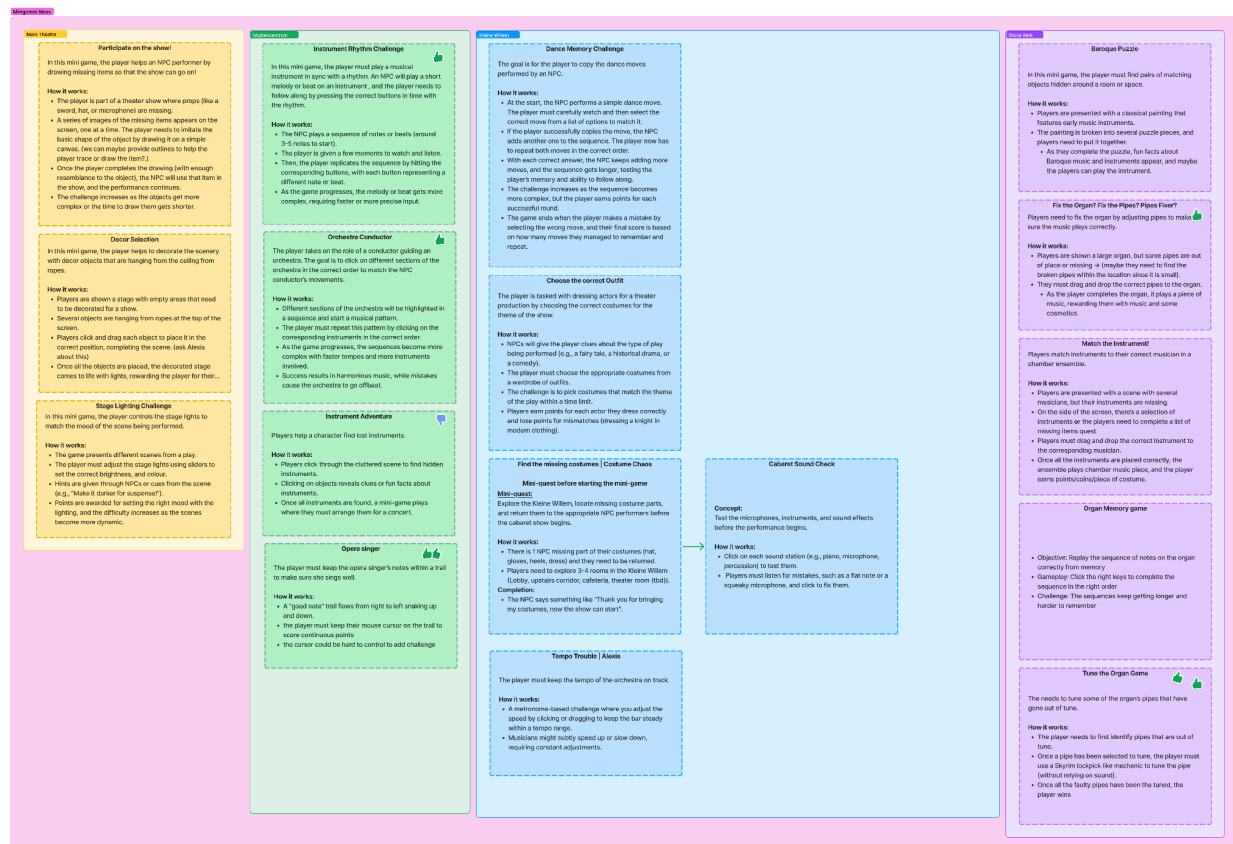 Minigames Ideas
Main Theatre
Participate on the show!
In this mini game, the player helps an NPC performer by
drawing missing items so that the show can go on!
How it works:
• The player is part of a theater show where props (like a
sword, hat, or microphone) are missing.
• A series of images of the missing items appears on the
screen, one at a time. The player needs to imitate the
basic shape of the object by drawing it on a simple
canvas. (we can maybe provide outlines to help the
player trace or draw the item?.)
• Once the player completes the drawing (with enough
resemblance to the object), the NPC will use that item in
the show, and the performance continues.
• The challenge increases as the objects get more
complex or the time to draw them gets shorter.
Decor Selection
In this mini game, the player helps to decorate the scenery
with decor objects that are hanging from the ceiling from
ropes.
How it works:
• Players are shown a stage with empty areas that need
to be decorated for a show.
• Several objects are hanging from ropes at the top of the
screen.
• Players click and drag each object to place it in the
correct position, completing the scene. (ask Alexis
about this)
• Once all the objects are placed, the decorated stage
comes to life with lights, rewarding the player for their...
Stage Lighting Challenge
In this mini game, the player controls the stage lights to
match the mood of the scene being performed.
How it works:
• The game presents different scenes from a play.
• The player must adjust the stage lights using sliders to
set the correct brightness, and colour.
• Hints are given through NPCs or cues from the scene
(e.g., "Make it darker for suspense!").
• Points are awarded for setting the right mood with the
lighting, and the difficulty increases as the scenes
become more dynamic.
Muziekcentrum
Instrument Rhythm Challenge
In this mini game, the player must play a musical
instrument in sync with a rhythm. An NPC will play a short
melody or beat on an instrument , and the player needs to
follow along by pressing the correct buttons in time with
the rhythm.
How it works:
• The NPC plays a sequence of notes or beats (around
3-5 notes to start).
• The player is given a few moments to watch and listen.
• Then, the player replicates the sequence by hitting the
corresponding buttons, with each button representing a
different note or beat.
• As the game progresses, the melody or beat gets more
complex, requiring faster or more precise input.
Orchestra Conductor
The player takes on the role of a conductor guiding an
orchestra. The goal is to click on different sections of the
orchestra in the correct order to match the NPC
conductor's movements.
How it works:
• Different sections of the orchestra will be highlighted in
a sequence and start a musical pattern.
• The player must repeat this pattern by clicking on the
corresponding instruments in the correct order.
• As the game progresses, the sequences become more
complex with faster tempos and more instruments
involved.
• Success results in harmonious music, while mistakes
cause the orchestra to go offbeat.
Instrument Adventure
Players help a character find lost instruments.
How it works:
• Players click through the cluttered scene to find hidden
instruments.
• Clicking on objects reveals clues or fun facts about
instruments.
• Once all instruments are found, a mini-game plays
where they must arrange them for a concert.
Opera singer
The player must keep the opera singer's notes within a trail
to make sure she sings well.
How it works:
• A "good note" trail flows from right to left snaking up
and down.
• the player must keep their mouse cursor on the trail to
score continuous points
• the cursor could be hard to control to add challenge
Kleine Willem
Dance Memory Challenge
The goal is for the player to copy the dance moves
performed by an NPC.
How it works:
• At the start, the NPC performs a simple dance move.
The player must carefully watch and then select the
correct move from a list of options to match it.
• If the player successfully copies the move, the NPC
adds another one to the sequence. The player now has
to repeat both moves in the correct order.
• With each correct answer, the NPC keeps adding more
moves, and the sequence gets longer, testing the
player's memory and ability to follow along.
• The challenge increases as the sequence becomes
more complex, but the player earns points for each
successful round.
• The game ends when the player makes a mistake by
selecting the wrong move, and their final score is based
on how many moves they managed to remember and
repeat.
Choose the correct Outfit
The player is tasked with dressing actors for a theater
production by choosing the correct costumes for the
theme of the show.
How it works:
• NPCs will give the player clues about the type of play
being performed (e.g., a fairy tale, a historical drama, or
a comedy).
• The player must choose the appropriate costumes from
a wardrobe of outfits.
• The challenge is to pick costumes that match the theme
of the play within a time limit.
• Players earn points for each actor they dress correctly
and lose points for mismatches (dressing a knight in
modern clothing).
Find the missing costumes | Costume Chaos
Mini-quest before starting the mini-game
Mini-quest:
Explore the Kleine Willem, locate missing costume parts,
and return them to the appropriate NPC performers before
the cabaret show begins.
How it works:
• There is 1 NPC missing part of their costumes (hat,
gloves, heels, dress) and they need to be returned.
• Players need to explore 3-4 rooms in the Kleine Willem
(Lobby, upstairs corridor, cafeteria, theater room (tbd)).
Completion:
• The NPC says something like "Thank you for bringing
my costumes, now the show can start".
Cabaret Sound Check
Concept:
Test the microphones, instruments, and sound effects
before the performance begins.
How it works:
• Click on each sound station (e.g., piano, microphone,
percussion) to test them.
• Players must listen for mistakes, such as a flat note or a
squeaky microphone, and click to fix them.
Tempo Trouble | Alexis
The player must keep the tempo of the orchestra on track.
How it works:
• A metronome-based challenge where you adjust the
speed by clicking or dragging to keep the bar steady
within a tempo range.
• Musicians might subtly speed up or slow down,
requiring constant adjustments.
Grote Kerk
Baroque Puzzle
In this mini game, the player must find pairs of matching
objects hidden around a room or space.
How it works:
• Players are presented with a classical painting that
features early music instruments.
• The painting is broken into several puzzle pieces, and
players need to put it together.
• As they complete the puzzle, fun facts about
Baroque music and instruments appear, and maybe
the players can play the instrument.
Fix the Organ? Fix the Pipes? Pipes Fixer?
Players need to fix the organ by adjusting pipes to make
sure the music plays correctly.
How it works:
• Players are shown a large organ, but some pipes are out
of place or missing → (maybe they need to find the
broken pipes within the location since it is small).
• They must drag and drop the correct pipes to the organ.
• As the player completes the organ, it plays a piece of
music, rewarding them with music and some
cosmetics.
Match the Instrument!
Players match instruments to their correct musician in a
chamber ensemble.
How it works:
• Players are presented with a scene with several
musicians, but their instruments are missing.
• On the side of the screen, there's a selection of
instruments or the players need to complete a list of
missing items quest
• Players must drag and drop the correct instrument to
the corresponding musician.
• Once all the instruments are placed correctly, the
ensemble plays chamber music piece, and the player
earns points/coins/piece of costume.
Organ Memory game
• Objective: Replay the sequence of notes on the organ
correctly from memory
• Gameplay: Click the right keys to complete the
sequence in the right order
• Challenge: The sequences keep getting longer and
harder to remember
Tune the Organ Game
The needs to tune some of the organ's pipes that have
gone out of tune.
How it works:
• The player needs to first identify pipes that are out of
tune.
• Once a pipe has been selected to tune, the player must
use a Skyrim lockpick like mechanic to tune the pipe
(without relying on sound).
• Once all the faulty pipes have been the tuned, the
player wins